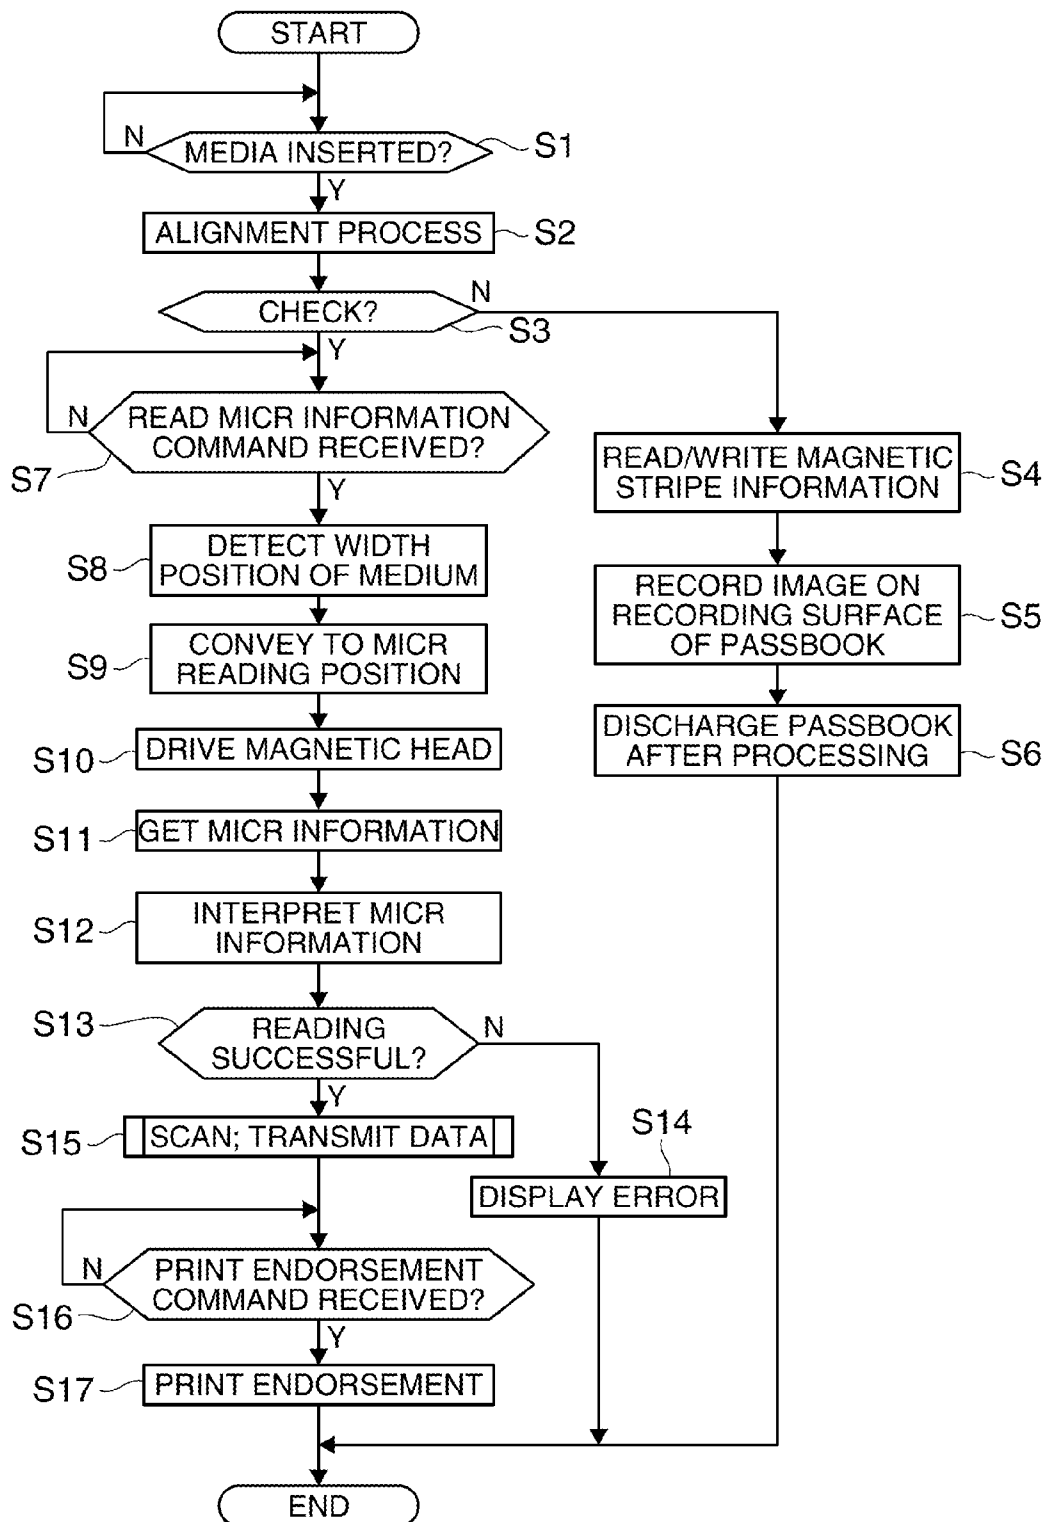 START
N
MEDIA INSERTED?
S1
Y
ALIGNMENT PROCESS
S2
CHECK?
N
S3
Y
N
READ MICR INFORMATION
COMMAND RECEIVED?
S7
Y
READ/WRITE MAGNETIC
STRIPE INFORMATION
S4
S8
DETECT WIDTH
POSITION OF MEDIUM
RECORD IMAGE ON
RECORDING SURFACE
OF PASSBOOK
S5
S9
CONVEY TO MICR
READING POSITION
S10
DRIVE MAGNETIC HEAD
DISCHARGE PASSBOOK
AFTER PROCESSING
S6
S11
GET MICR INFORMATION
S12
INTERPRET MICR
INFORMATION
S13
READING
SUCCESSFUL?
N
Y
S15
SCAN; TRANSMIT DATA
S14
DISPLAY ERROR
N
PRINT ENDORSEMENT
COMMAND RECEIVED?
S16
Y
S17
PRINT ENDORSEMENT
END